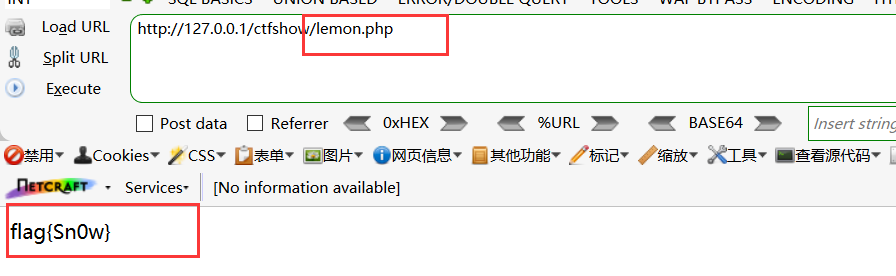 SQL BASICS UNION BASED ERROR/DOUBLE QUERY TOOLS WAF BYPASS ENCODING
Load URL
http://127.0.0.1/ctfshow/lemon.php
Split URL
Execute
Post data Referrer 0xHEX %URL BASE64 Insert string
禁用 Cookies CSS 表单 图片 网页信息 其他功能 标记 缩放 工具 查看源代码
NETCRAFT Services [No information available]
flag{Sn0w}